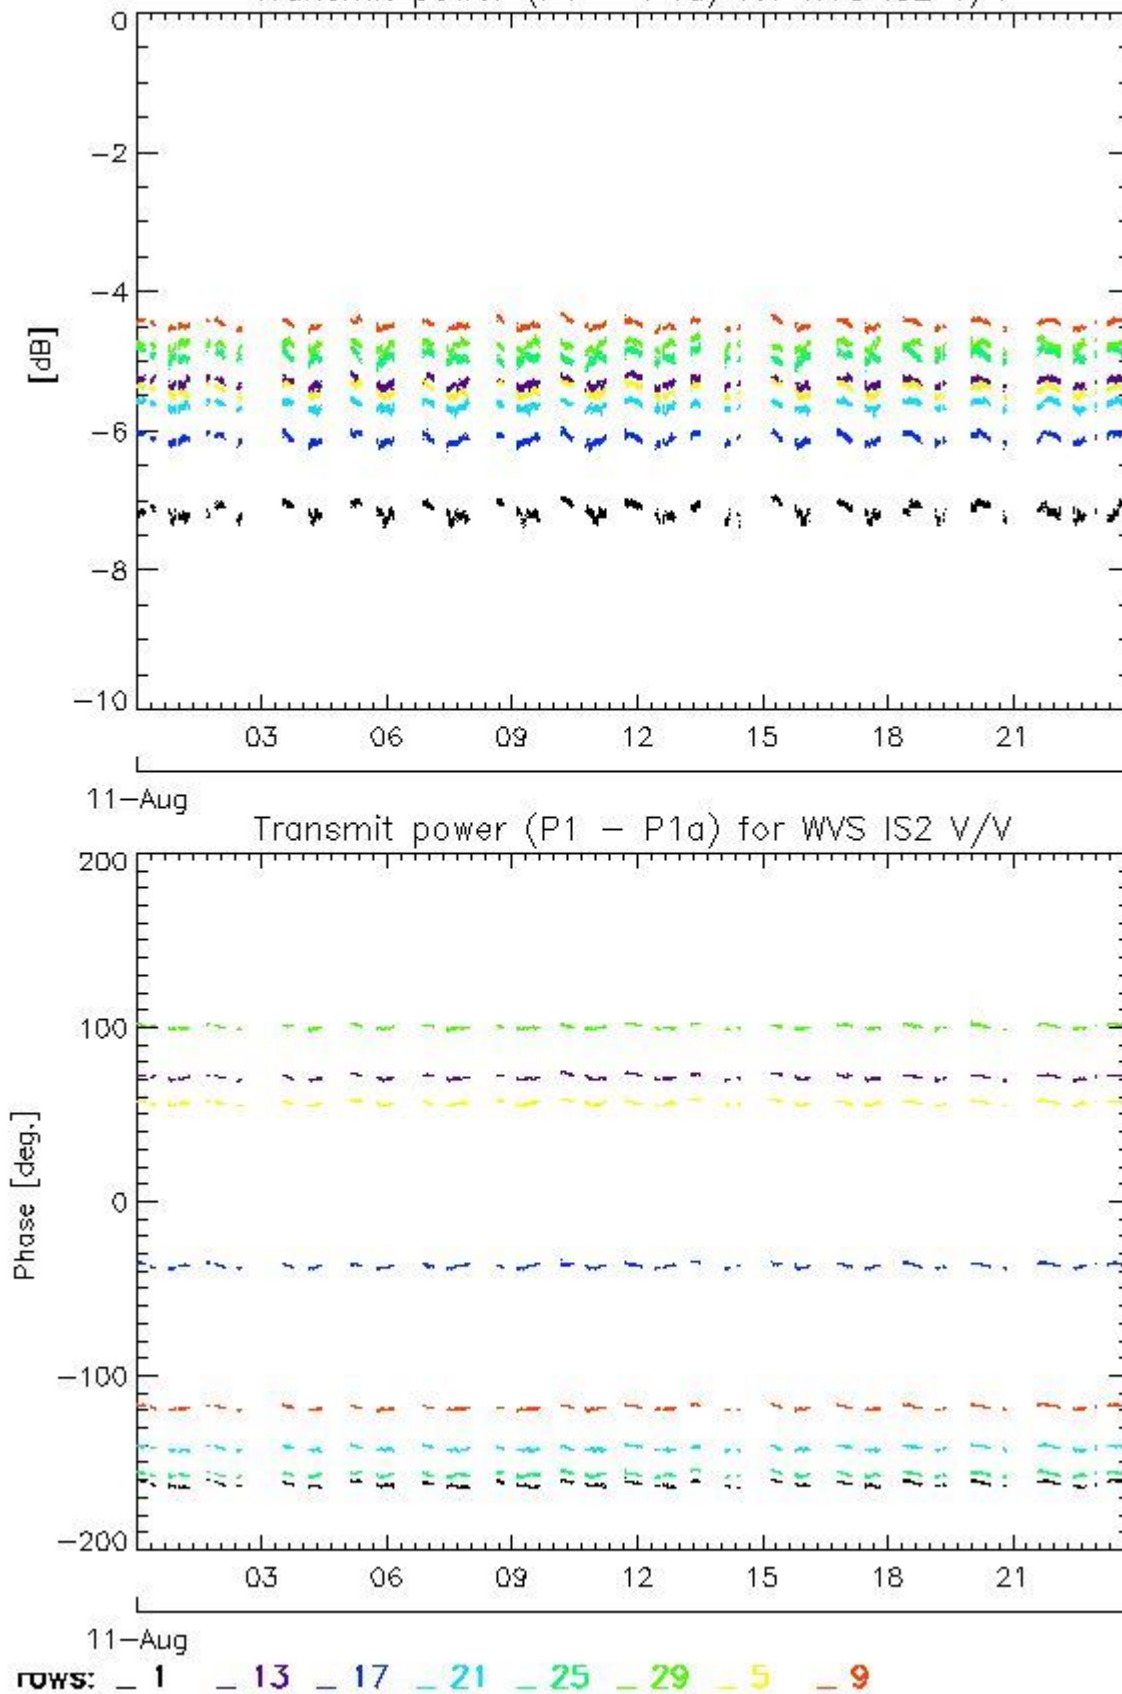 0
−2
−4
[dB]
−6
−8
−10
03 06 09 12 15 18 21
11−Aug
Transmit power (P1 − P1a) for WVS IS2 V/V
200
100
Phase [deg.]
0
−100
−200
03 06 09 12 15 18 21
11−Aug
rows: _ 1 _ 13 _ 17 _ 21 _ 25 _ 29 _ 5 _ 9